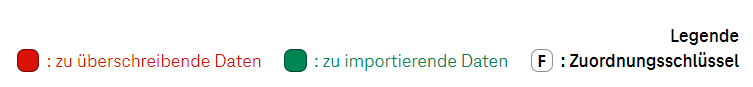 Legende
: zu überschreibende Daten : zu importierende Daten F : Zuordnungsschlüssel